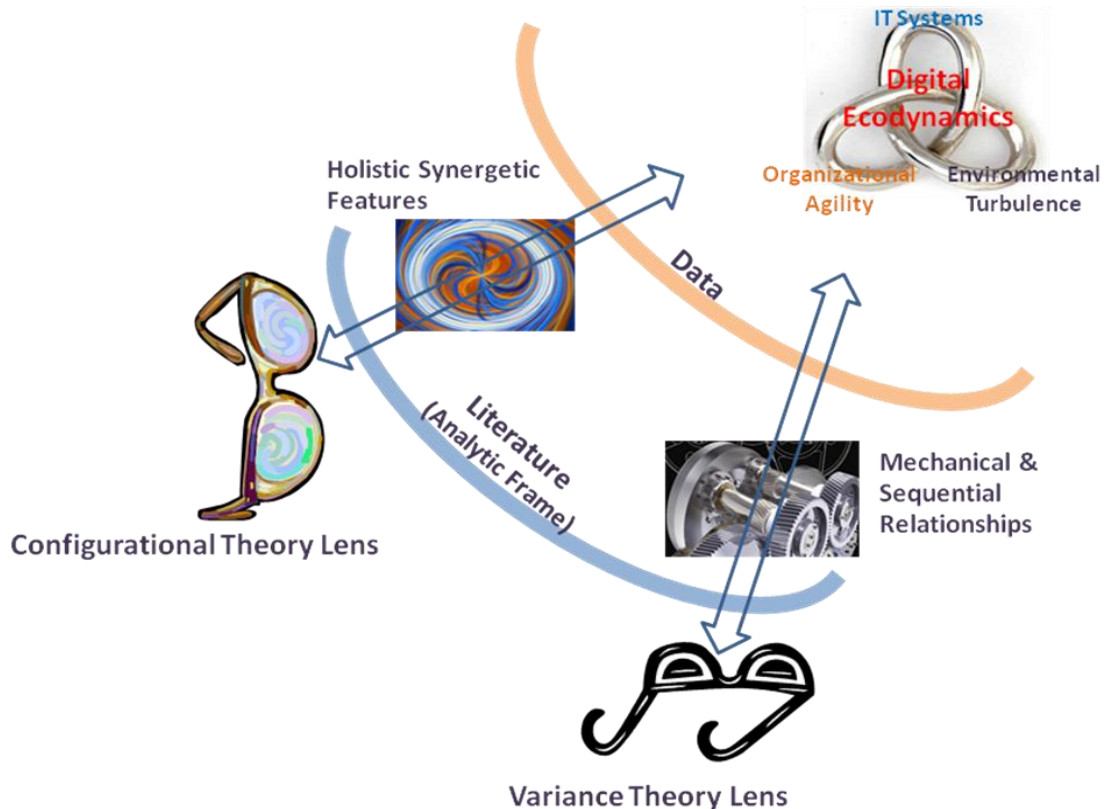 IT Systems
Digital
Ecodynamics
Organizational
Agility
Environmental
Turbulence
Holistic Synergetic
Features
Data
Literature
(Analytic Frame)
Mechanical &
Sequential
Relationships
Configurational Theory Lens
Variance Theory Lens